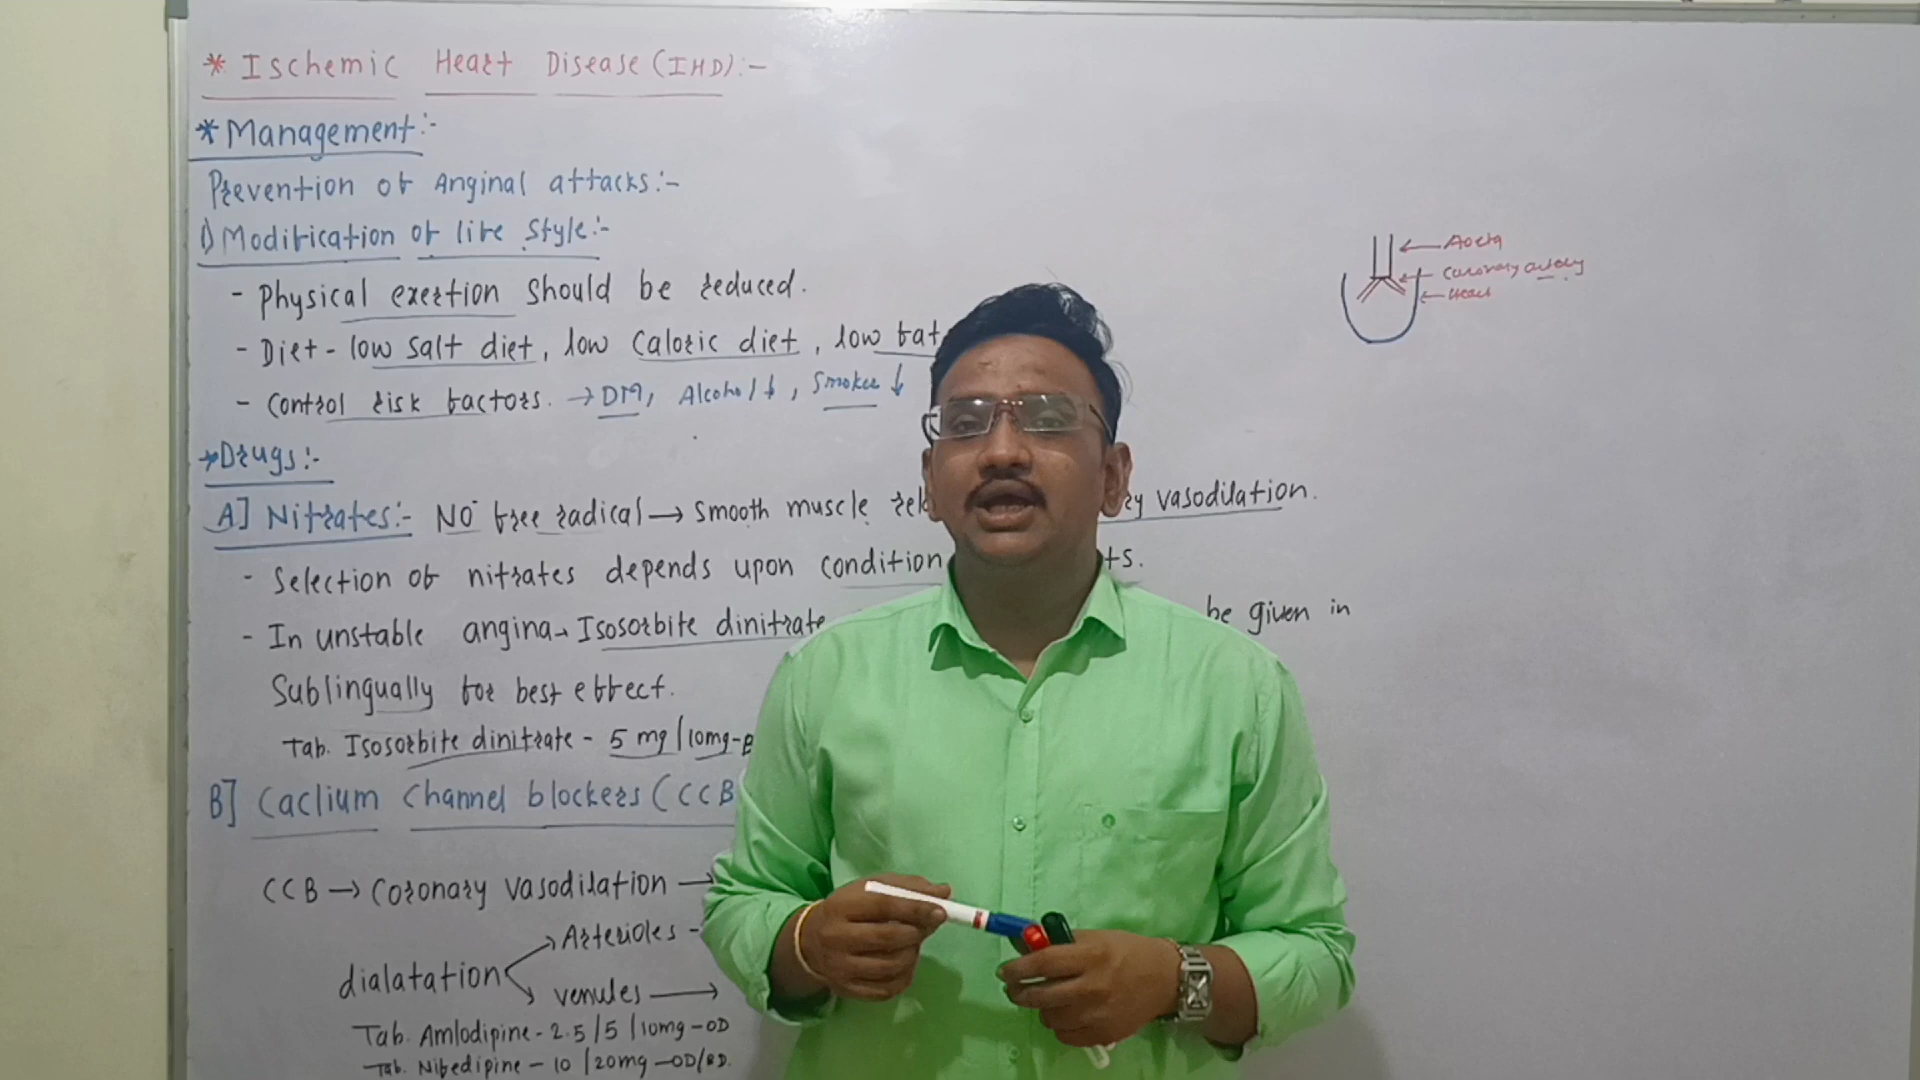 * Ischemic Heart Disease (IHD):-
* Management:-
Prevention of Anginal attacks:-
1) Modification of life style:-
- Physical exertion should be reduced.
- Diet - low salt diet, low caloric diet, low fat
- Control risk factors. → DM, Alcohol ↓, Smoker ↓
→ Drugs:-
A] Nitrates:- NO free radical → Smooth muscle vasodilation.
- Selection of nitrates depends upon condition
- In unstable angina - Isosorbite dinitrate be given in
Sublingually for best effect.
Tab. Isosorbite dinitrate - 5 mg / 10mg -
B] Caclium channel blockers (CCB
CCB → Coronary vasodilation →
dialatation → Arterioles -
→ venules →
Tab. Amlodipine - 2.5 / 5 / 10mg - OD
Tab. Nifedipine - 10 / 20mg - OD/BD.
← Aorta
← Coronary artery
← Heart